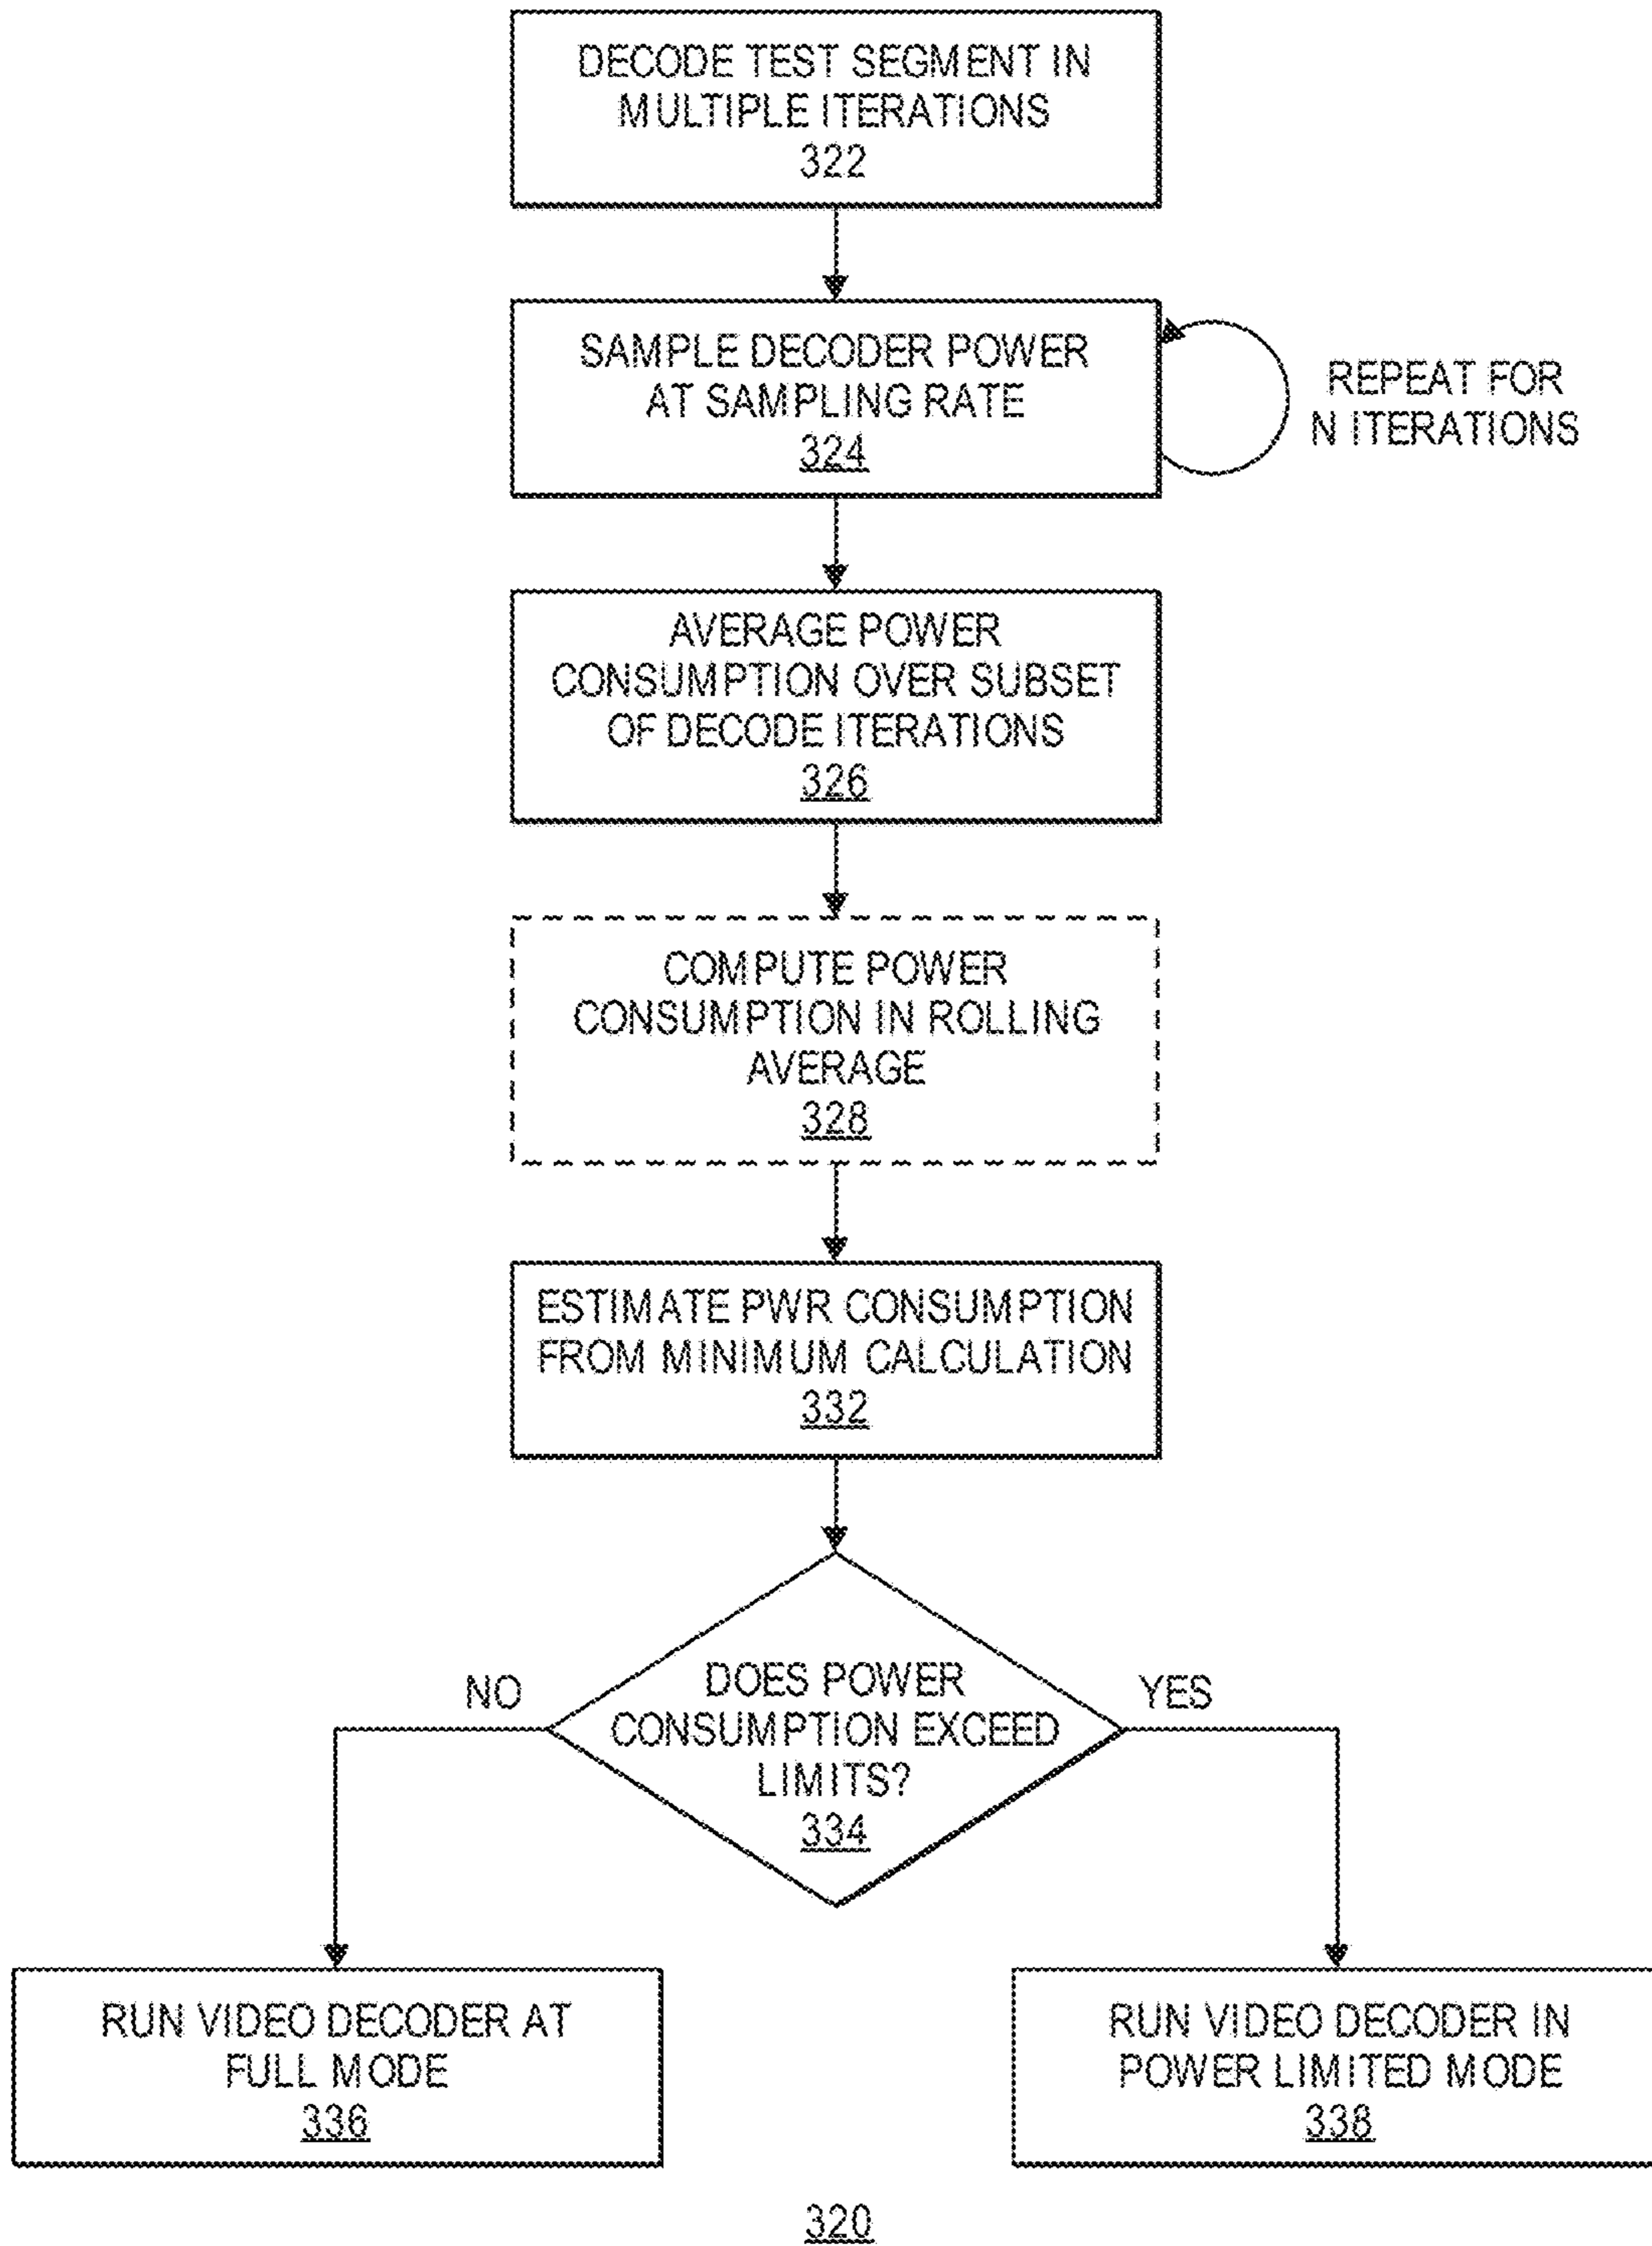 DECODE TEST SEGMENT IN
MULTIPLE ITERATIONS
322
SAMPLE DECODER POWER
AT SAMPLING RATE
324
REPEAT FOR
N ITERATIONS
AVERAGE POWER
CONSUMPTION OVER SUBSET
OF DECODE ITERATIONS
326
COMPUTE POWER
CONSUMPTION IN ROLLING
AVERAGE
328
ESTIMATE PWR CONSUMPTION
FROM MINIMUM CALCULATION
332
DOES POWER
CONSUMPTION EXCEED
LIMITS?
334
NO
YES
RUN VIDEO DECODER AT
FULL MODE
336
RUN VIDEO DECODER IN
POWER LIMITED MODE
338
320